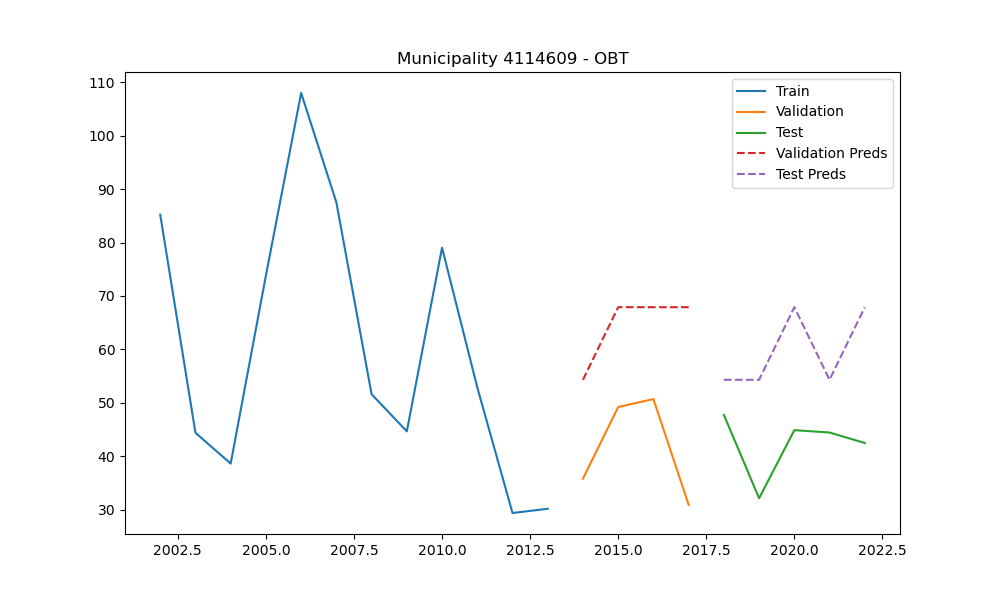 Municipality 4114609 - OBT
110
100
90
80
70
60
50
40
30
2002.5 2005.0 2007.5 2010.0 2012.5 2015.0 2017.5 2020.0 2022.5
Train
Validation
Test
Validation Preds
Test Preds